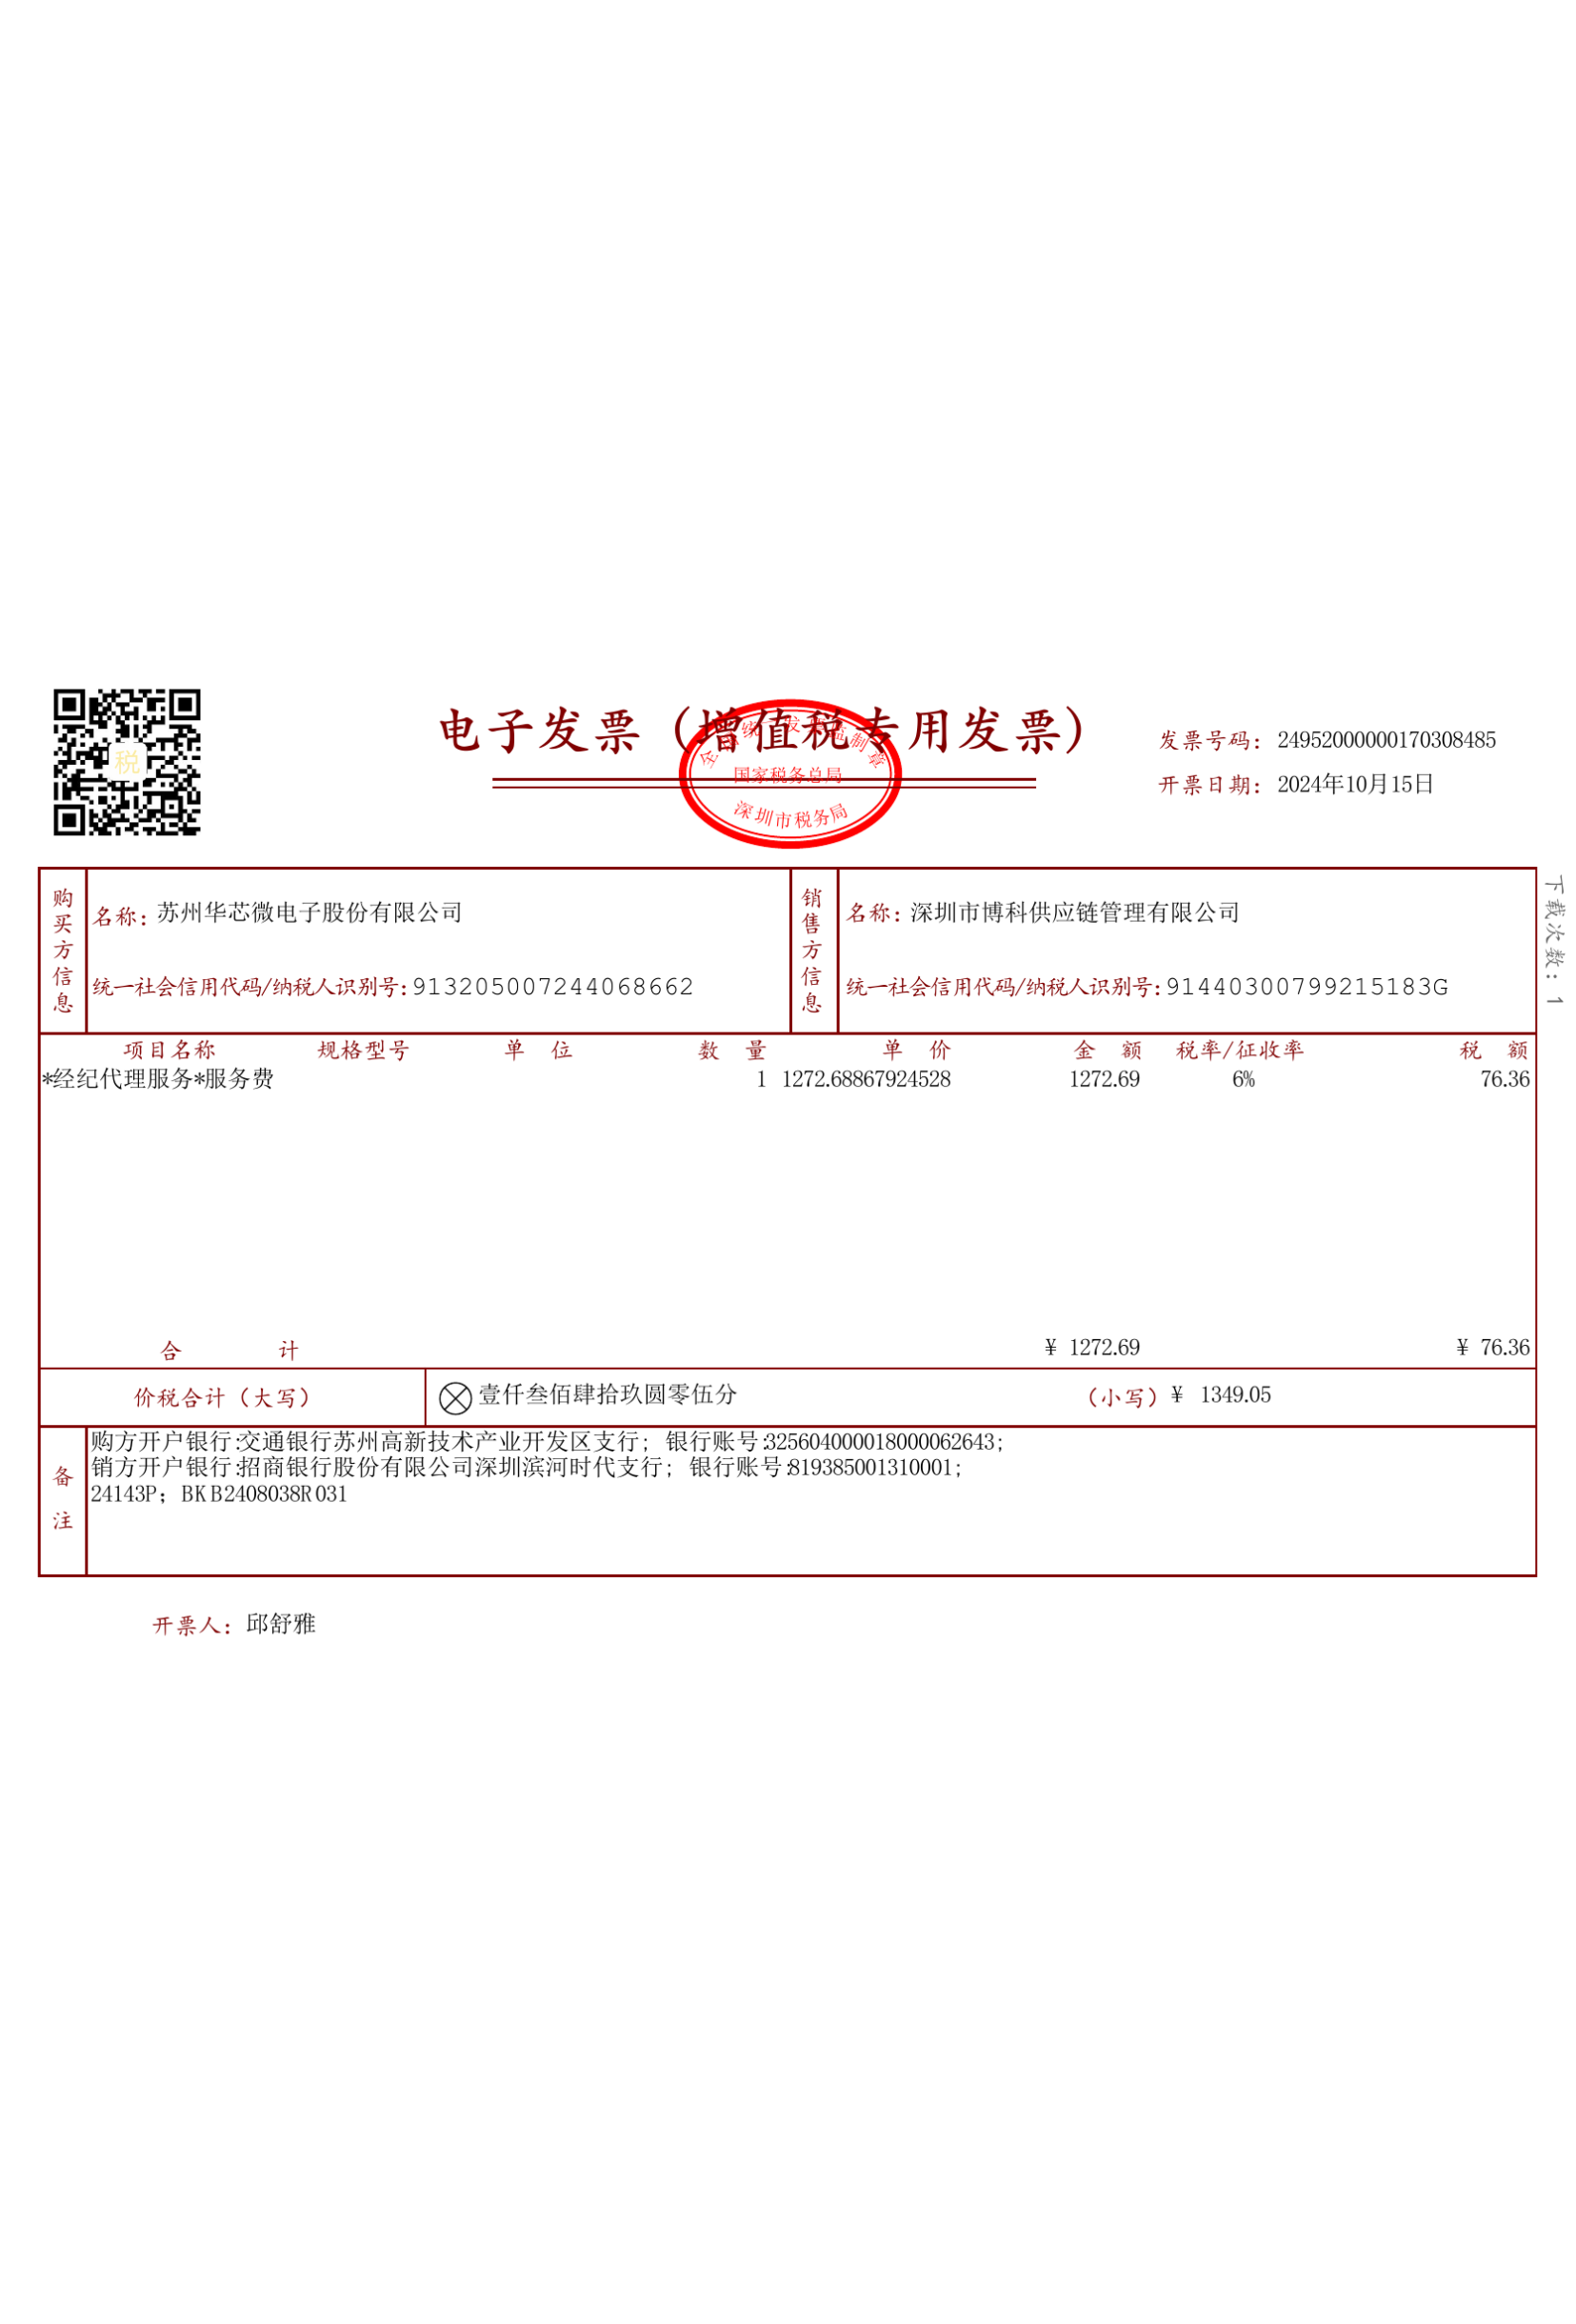 税
电子发票（增值税专用发票）
全国统一发票监制章
国家税务总局
深圳市税务局
发票号码：24952000000170308485
开票日期：2024年10月15日
下载次数：1
购买方信息
名称：苏州华芯微电子股份有限公司
统一社会信用代码/纳税人识别号：913205007244068662
销售方信息
名称：深圳市博科供应链管理有限公司
统一社会信用代码/纳税人识别号：91440300799215183G
项目名称 规格型号 单 位 数 量 单 价 金 额 税率/征收率 税 额
*经纪代理服务*服务费 1 1272.68867924528 1272.69 6% 76.36
合 计 ¥ 1272.69 ¥ 76.36
价税合计（大写） 壹仟叁佰肆拾玖圆零伍分 （小写）¥ 1349.05
备注
购方开户银行:交通银行苏州高新技术产业开发区支行； 银行账号:325604000018000062643；
销方开户银行:招商银行股份有限公司深圳滨河时代支行； 银行账号:819385001310001；
24143P；BKB2408038R031
开票人：邱舒雅